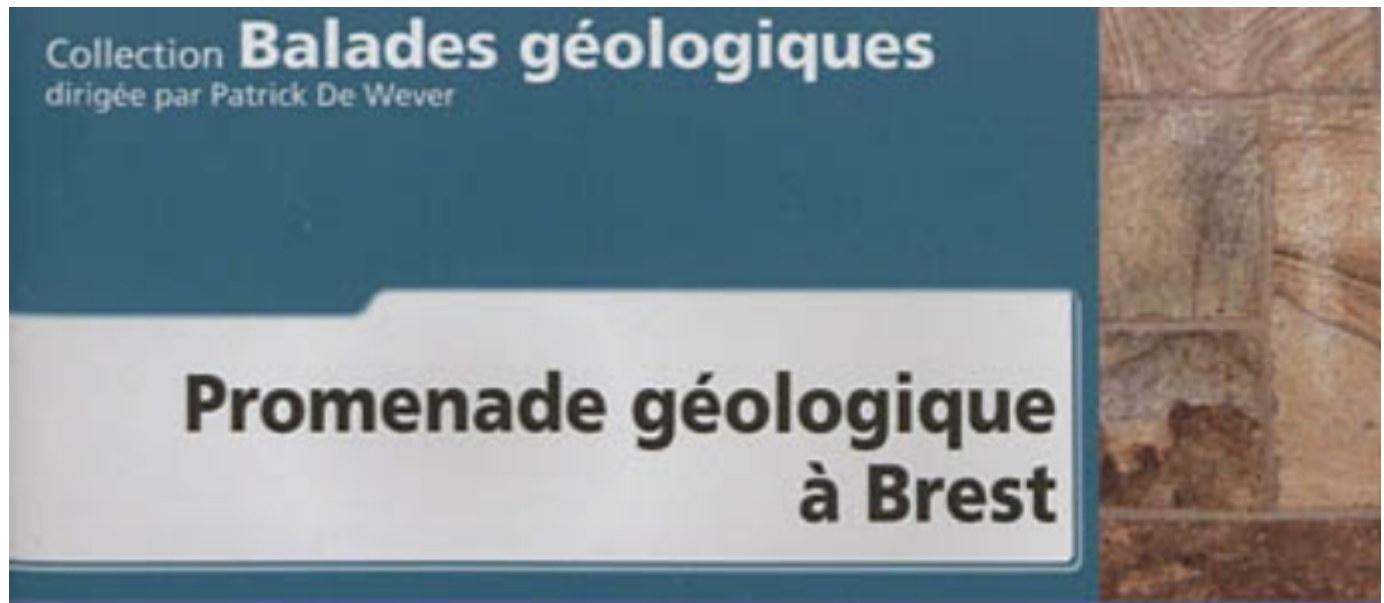 Collection Balades géologiques
dirigée par Patrick De Wever
Promenade géologique
à Brest